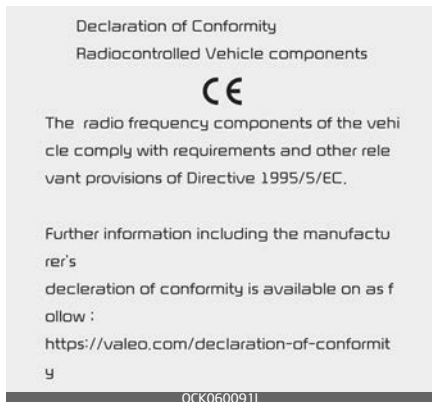 Declaration of Conformity
Radiocontrolled Vehicle components
CE
The radio frequency components of the vehi
cle comply with requirements and other rele
vant provisions of Directive 1995/5/EC.
Further information including the manufactu
rer's
decleration of conformity is available on as f
ollow :
https://valeo.com/declaration-of-conformit
y
OCK060091L